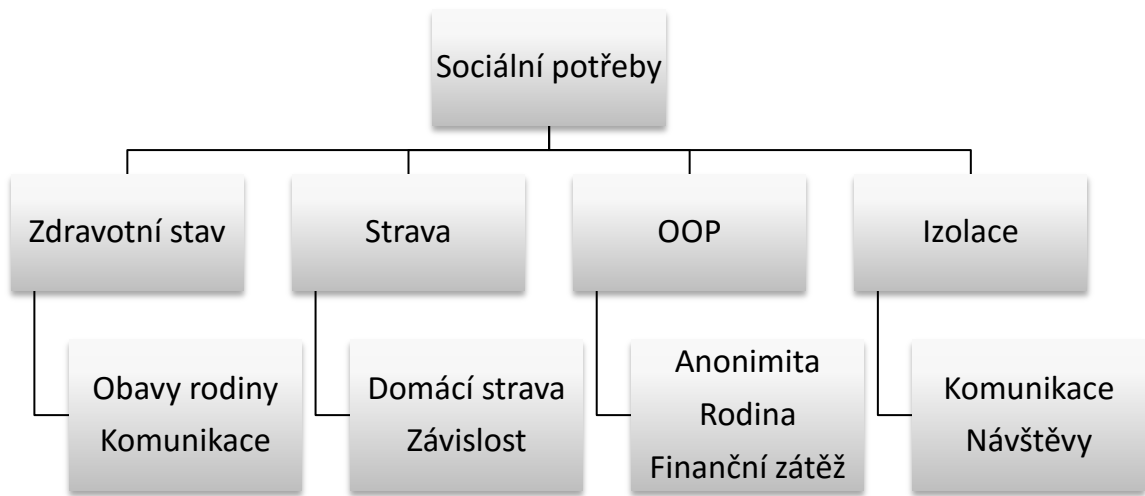 Sociální potřeby
Zdravotní stav
Strava
OOP
Izolace
Obavy rodiny
Komunikace
Domácí strava
Závislost
Anonimita
Rodina
Finanční zátěž
Komunikace
Návštěvy